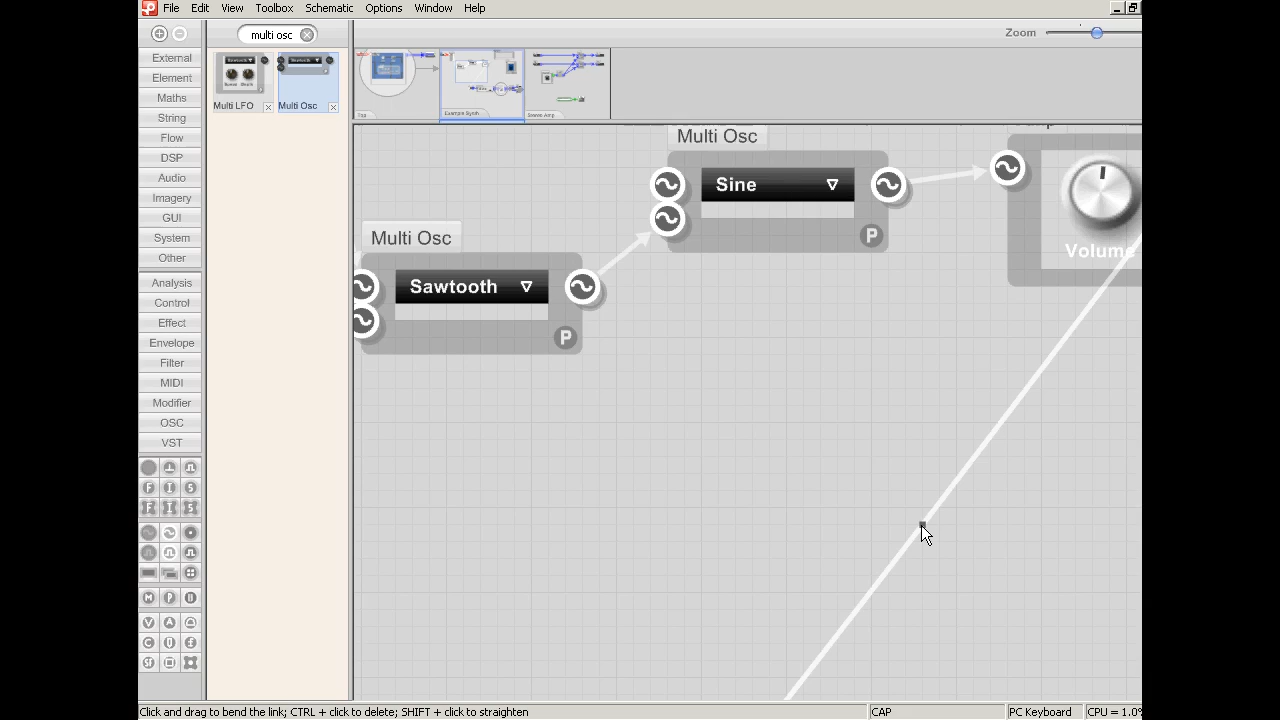 File Edit View Toolbox Schematic Options Window Help
multi osc
Zoom
External
Element
Maths
String
Flow
DSP
Audio
Imagery
GUI
System
Other
Analysis
Control
Effect
Envelope
Filter
MIDI
Modifier
OSC
VST
Multi LFO
Multi Osc
Top
Example Synth
Stereo Amp
Multi Osc
Sine
P
Volume
Multi Osc
Sawtooth
P
F I S
F I S
M P
V A
C
Click and drag to bend the link; CTRL + click to delete; SHIFT + click to straighten
CAP
PC Keyboard
CPU = 1.0%